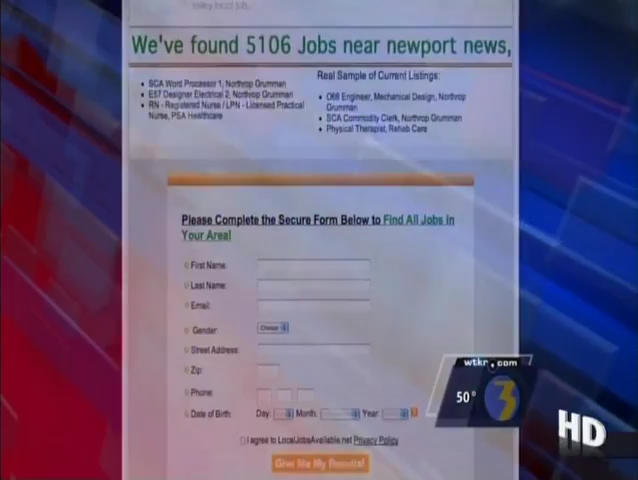 We've found 5106 Jobs near newport news,
SCA Word Processor 1, Northrop Grumman
E57 Designer Electrical 2, Northrop Grumman
RN - Registered Nurse / LPN - Licensed Practical
Nurse, PSA Healthcare
Real Sample of Current Listings:
O68 Engineer, Mechanical Design, Northrop
Grumman
SCA Commodity Clerk, Northrop Grumman
Physical Therapist, Rehab Care
Please Complete the Secure Form Below to Find All Jobs In
Your Area!
First Name:
Last Name:
Email:
Gender:
Street Address:
Zip:
Phone:
Date of Birth: Day: Month: Year:
I agree to LocalJobsAvailable.net Privacy Policy
Give Me My Results!
wtkr.com
50° 3
HD